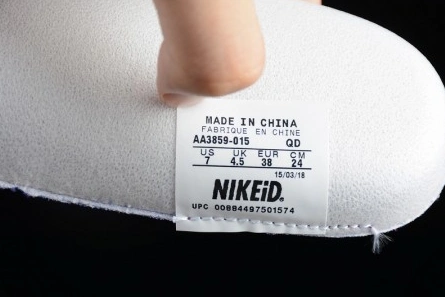 MADE IN CHINA
FABRIQUE EN CHINE
AA3859-015 QD
US UK EUR CM
7 4.5 38 24
15/03/18
NIKEiD.
UPC 00884497501574